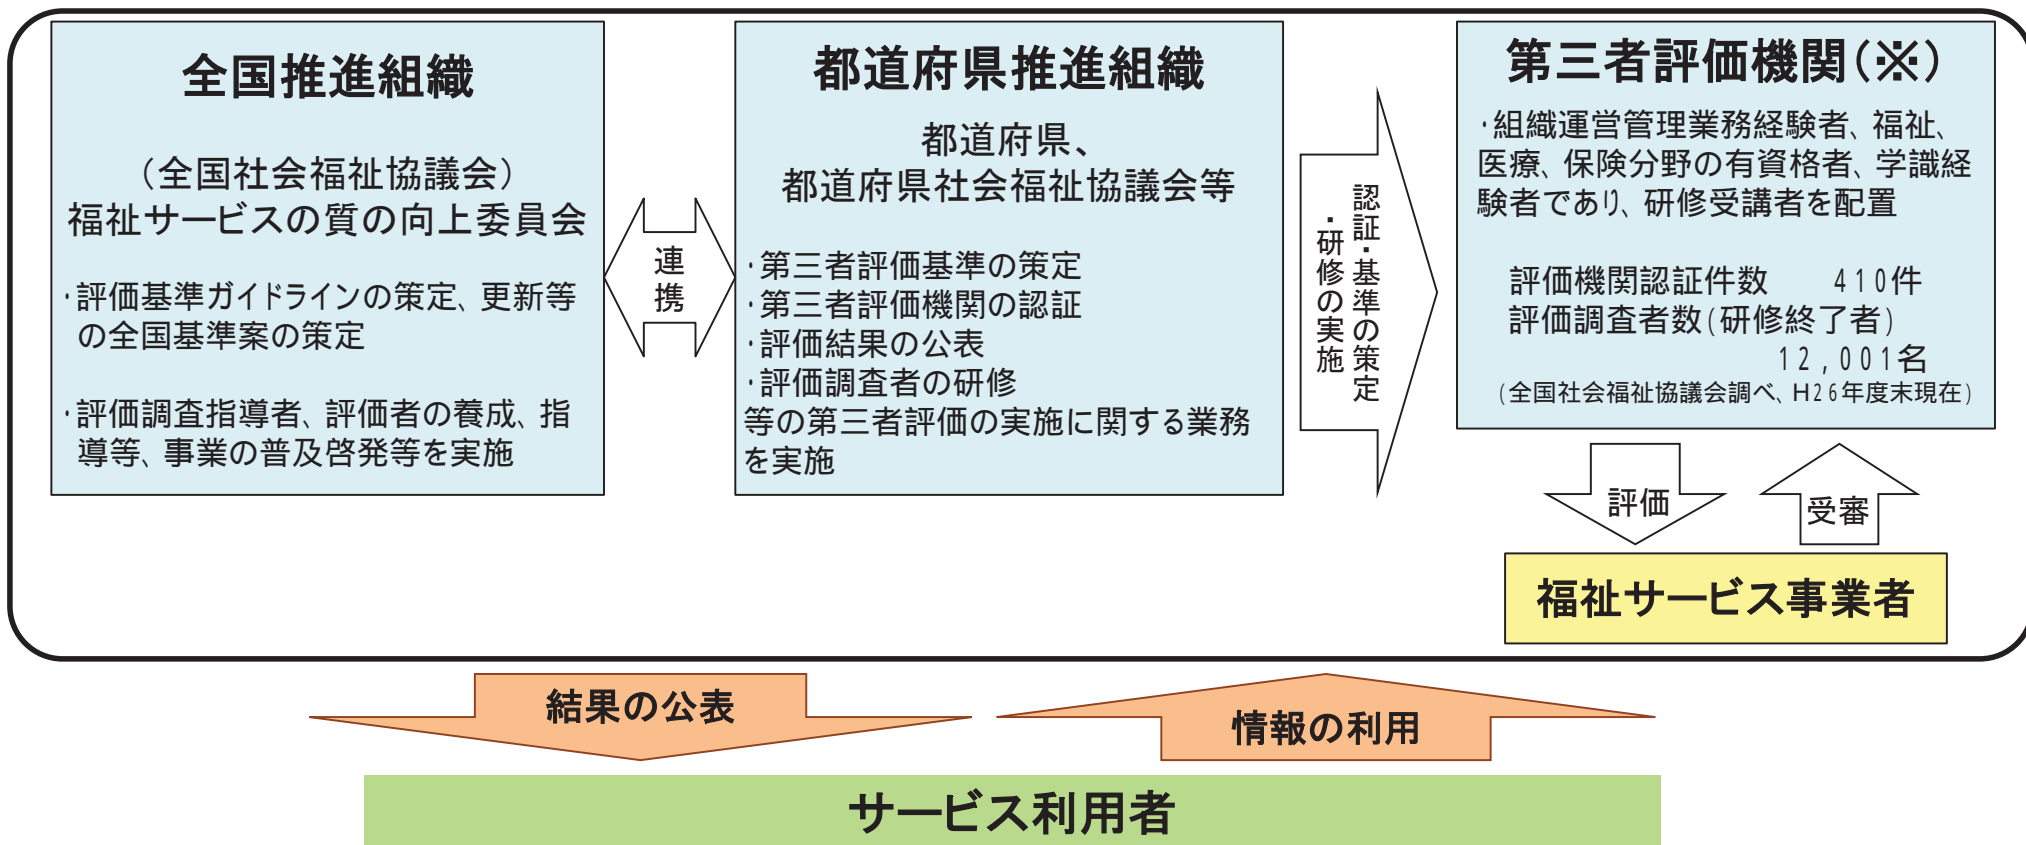 全国推進組織
（全国社会福祉協議会）
福祉サービスの質の向上委員会
・評価基準ガイドラインの策定、更新等
の全国基準案の策定
・評価調査指導者、評価者の養成、指
導等、事業の普及啓発等を実施
連
携
都道府県推進組織
都道府県、
都道府県社会福祉協議会等
・第三者評価基準の策定
・第三者評価機関の認証
・評価結果の公表
・評価調査者の研修
等の第三者評価の実施に関する業務
を実施
認証・基準の策定
・研修の実施
第三者評価機関（※）
・組織運営管理業務経験者、福祉、
医療、保険分野の有資格者、学識経
験者であり、研修受講者を配置
評価機関認証件数　　410件
評価調査者数（研修終了者）
12,001名
（全国社会福祉協議会調べ、H26年度末現在）
評価
受審
福祉サービス事業者
結果の公表
情報の利用
サービス利用者